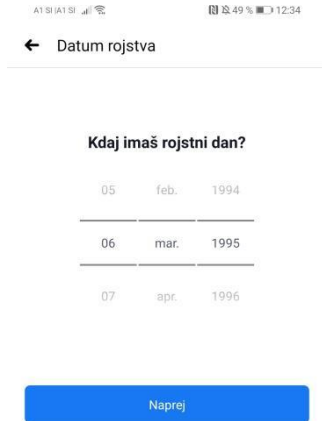 A1 SI |A1 SI 49 % 12:34
Datum rojstva
Kdaj imaš rojstni dan?
05 feb. 1994
06 mar. 1995
07 apr. 1996
Naprej